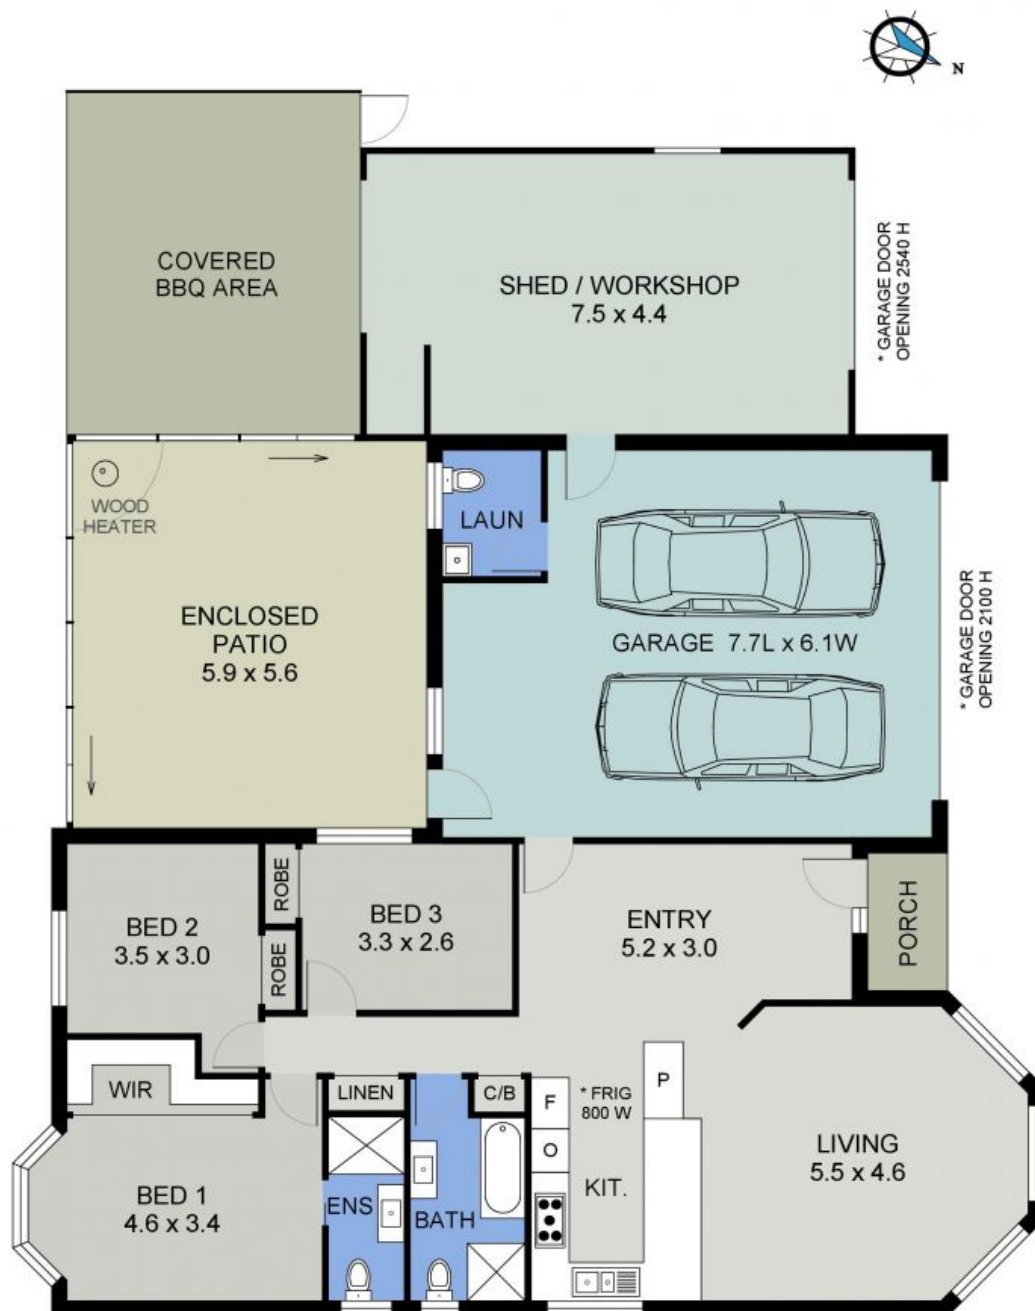 N
COVERED
BBQ AREA
SHED / WORKSHOP
7.5 x 4.4
* GARAGE DOOR
OPENING 2540 H
WOOD
HEATER
LAUN
ENCLOSED
PATIO
5.9 x 5.6
GARAGE 7.7L x 6.1W
* GARAGE DOOR
OPENING 2100 H
BED 2
3.5 x 3.0
ROBE
ROBE
BED 3
3.3 x 2.6
ENTRY
5.2 x 3.0
PORCH
WIR
LINEN
C/B
F
* FRIG
800 W
P
O
KIT.
LIVING
5.5 x 4.6
BED 1
4.6 x 3.4
ENS
BATH